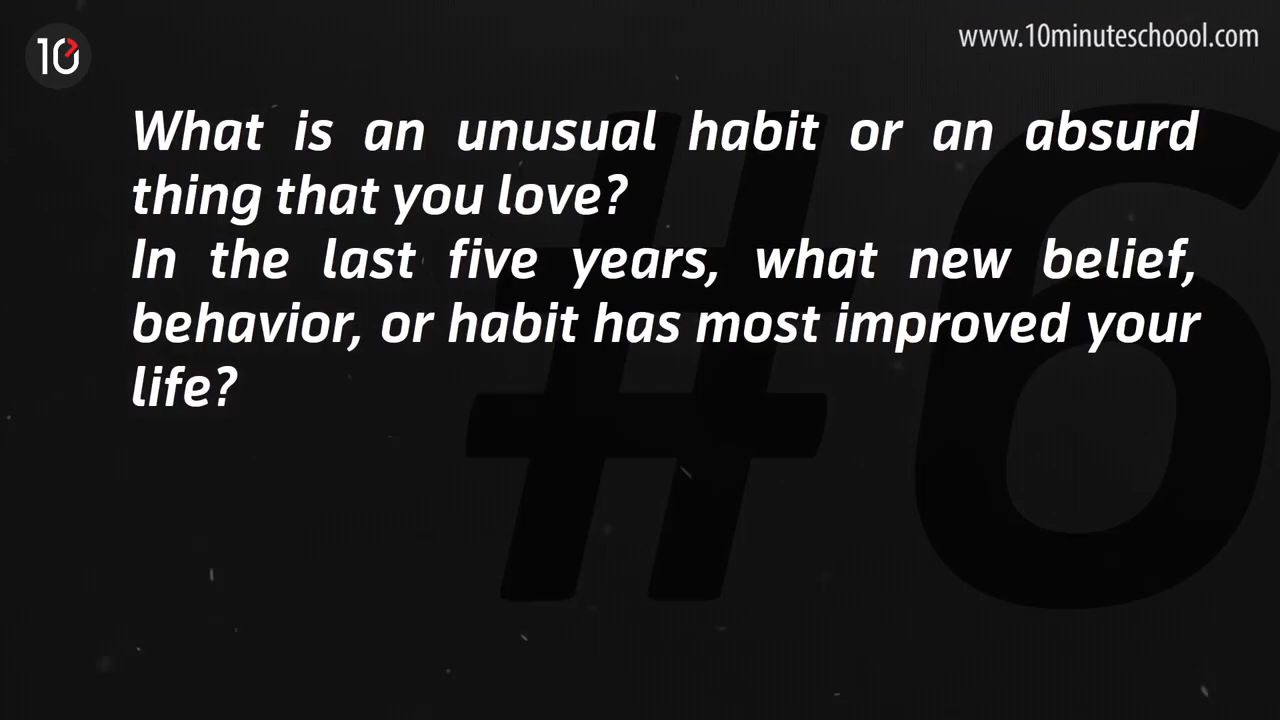 10
www.10minuteschoool.com
#6
What is an unusual habit or an absurd
thing that you love?
In the last five years, what new belief,
behavior, or habit has most improved your
life?